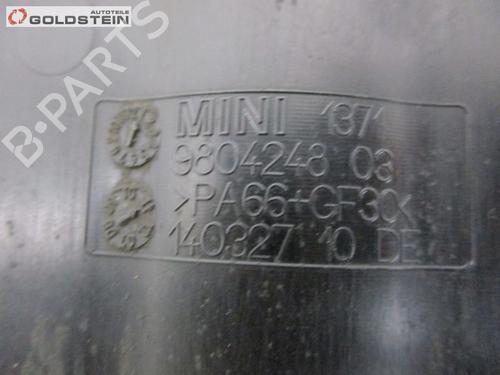 AUTOTEILE
GOLDSTEIN
B-PARTS
MINI 1371
9804248 03
>PA66+GF30<
140327 10 DE